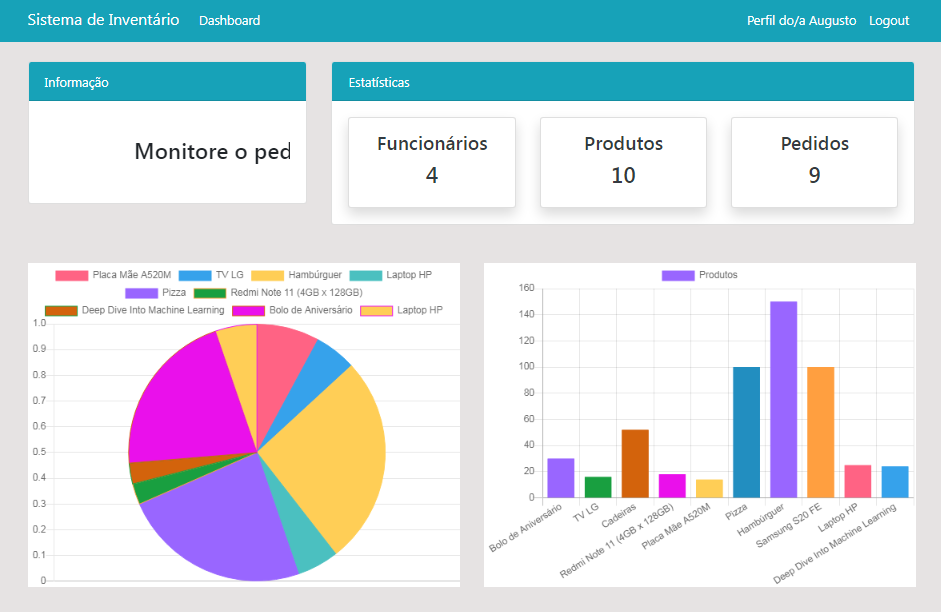 Sistema de Inventário Dashboard Perfil do/a Augusto Logout
Informação
Monitore o ped
Estatísticas
Funcionários
4
Produtos
10
Pedidos
9
Placa Mãe A520M TV LG Hambúrguer Laptop HP
Pizza Redmi Note 11 (4GB x 128GB)
Deep Dive Into Machine Learning Bolo de Aniversário Laptop HP
1.0
0.9
0.8
0.7
0.6
0.5
0.4
0.3
0.2
0.1
0
Produtos
160
140
120
100
80
60
40
20
0
Bolo de Aniversário
TV LG
Cadeiras
Redmi Note 11 (4GB x 128GB)
Placa Mãe A520M
Pizza
Hambúrguer
Samsung S20 FE
Laptop HP
Deep Dive Into Machine Learning